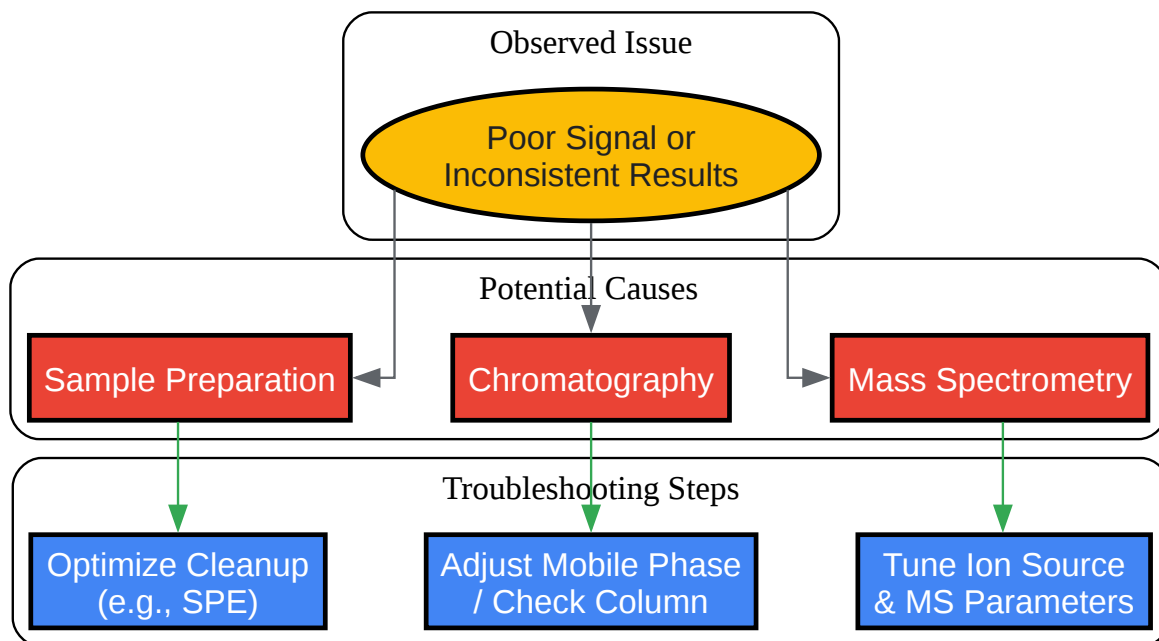 Observed Issue
Poor Signal or
Inconsistent Results
Potential Causes
Sample Preparation
Chromatography
Mass Spectrometry
Troubleshooting Steps
Optimize Cleanup
(e.g., SPE)
Adjust Mobile Phase
/ Check Column
Tune Ion Source
& MS Parameters